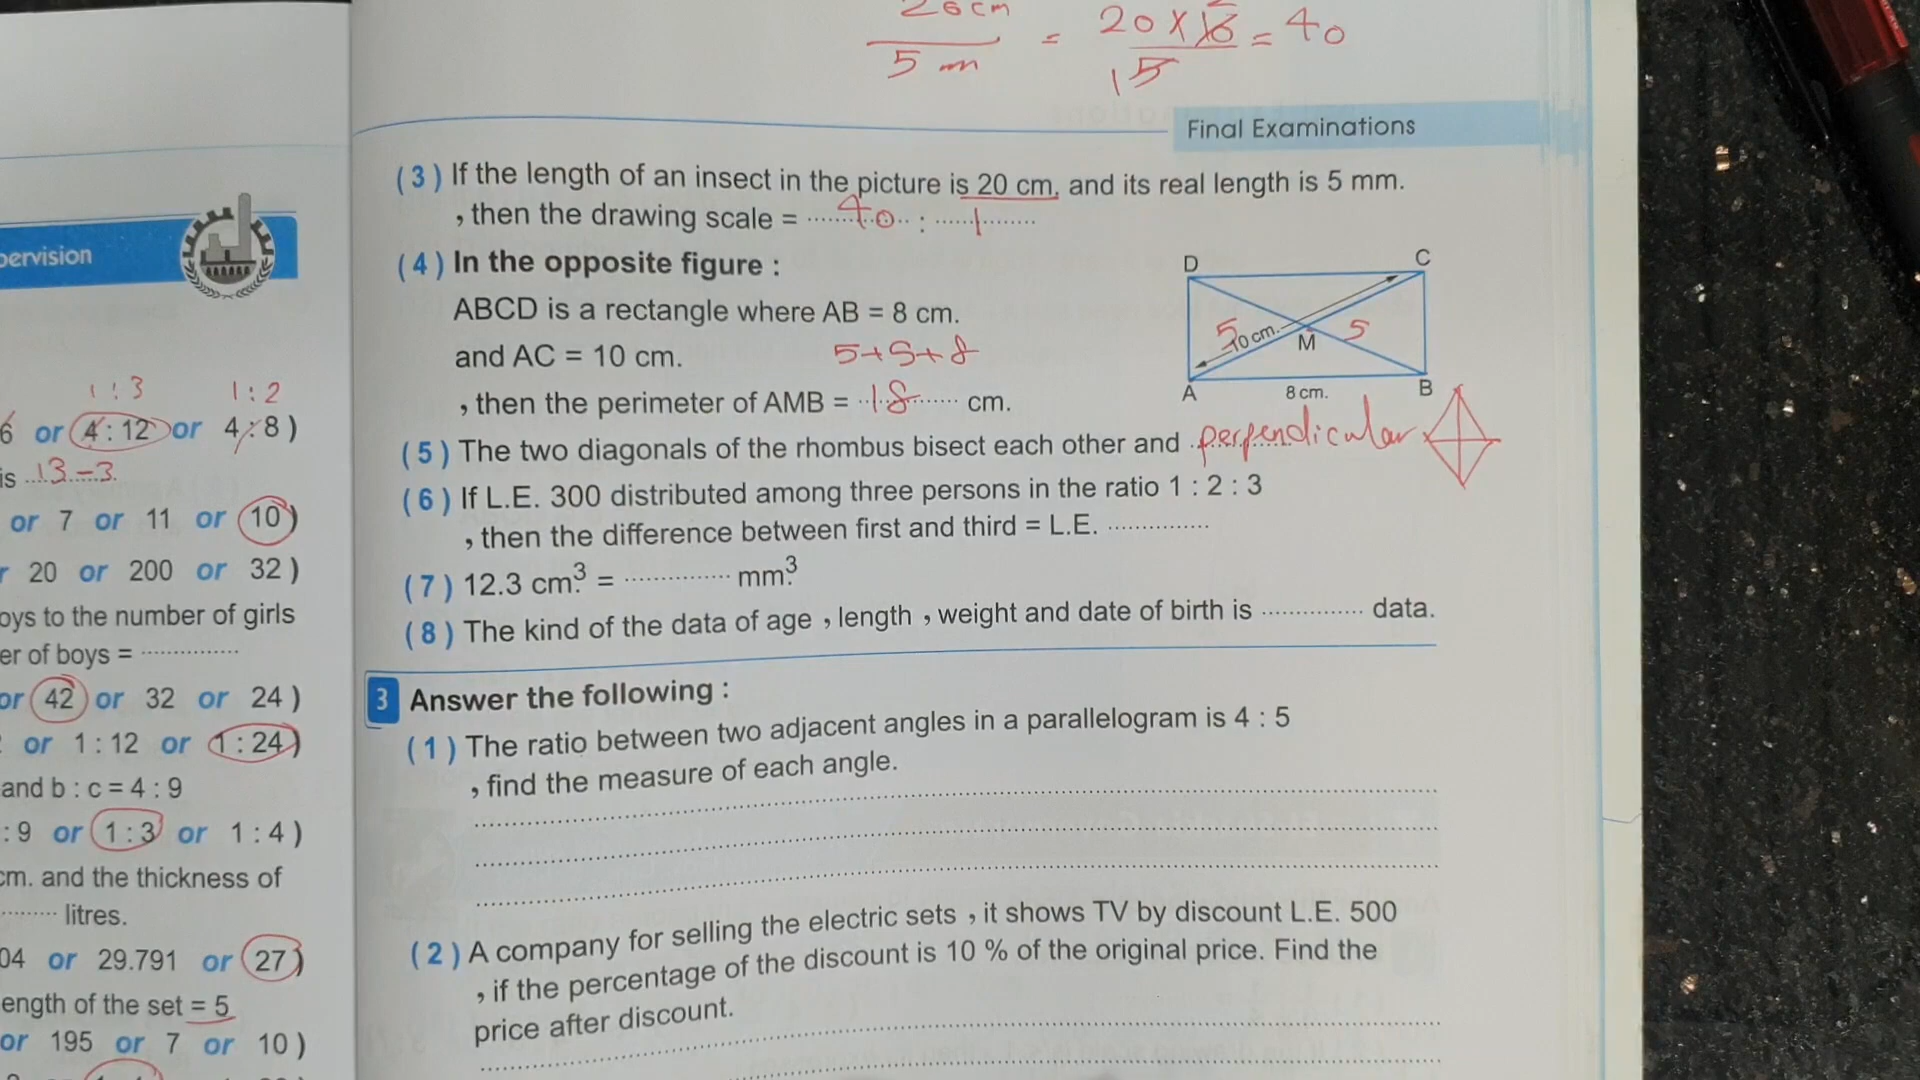 26 cm
5 mm
=
20 X 10
15
= 40
Final Examinations
(3) If the length of an insect in the picture is 20 cm. and its real length is 5 mm.
, then the drawing scale = 40 : 1
(4) In the opposite figure :
ABCD is a rectangle where AB = 8 cm.
and AC = 10 cm.
5+5+8
, then the perimeter of AMB = 18 cm.
D
C
5
10 cm.
M
5
A
8 cm.
B
(5) The two diagonals of the rhombus bisect each other and perpendicular
(6) If L.E. 300 distributed among three persons in the ratio 1 : 2 : 3
, then the difference between first and third = L.E. ...............
(7) 12.3 cm³. = ............... mm³.
(8) The kind of the data of age , length , weight and date of birth is ............... data.
3 Answer the following :
(1) The ratio between two adjacent angles in a parallelogram is 4 : 5
, find the measure of each angle.
(2) A company for selling the electric sets , it shows TV by discount L.E. 500
, if the percentage of the discount is 10 % of the original price. Find the
price after discount.
pervision
1:3
1:2
6 or 4 : 12 or 4 : 8 )
is 13-3
or 7 or 11 or 10 )
20 or 200 or 32 )
oys to the number of girls
er of boys = ...............
or 42 or 32 or 24 )
or 1 : 12 or 1 : 24 )
and b : c = 4 : 9
: 9 or 1 : 3 or 1 : 4 )
cm. and the thickness of
......... litres.
04 or 29.791 or 27 )
ength of the set = 5
or 195 or 7 or 10 )